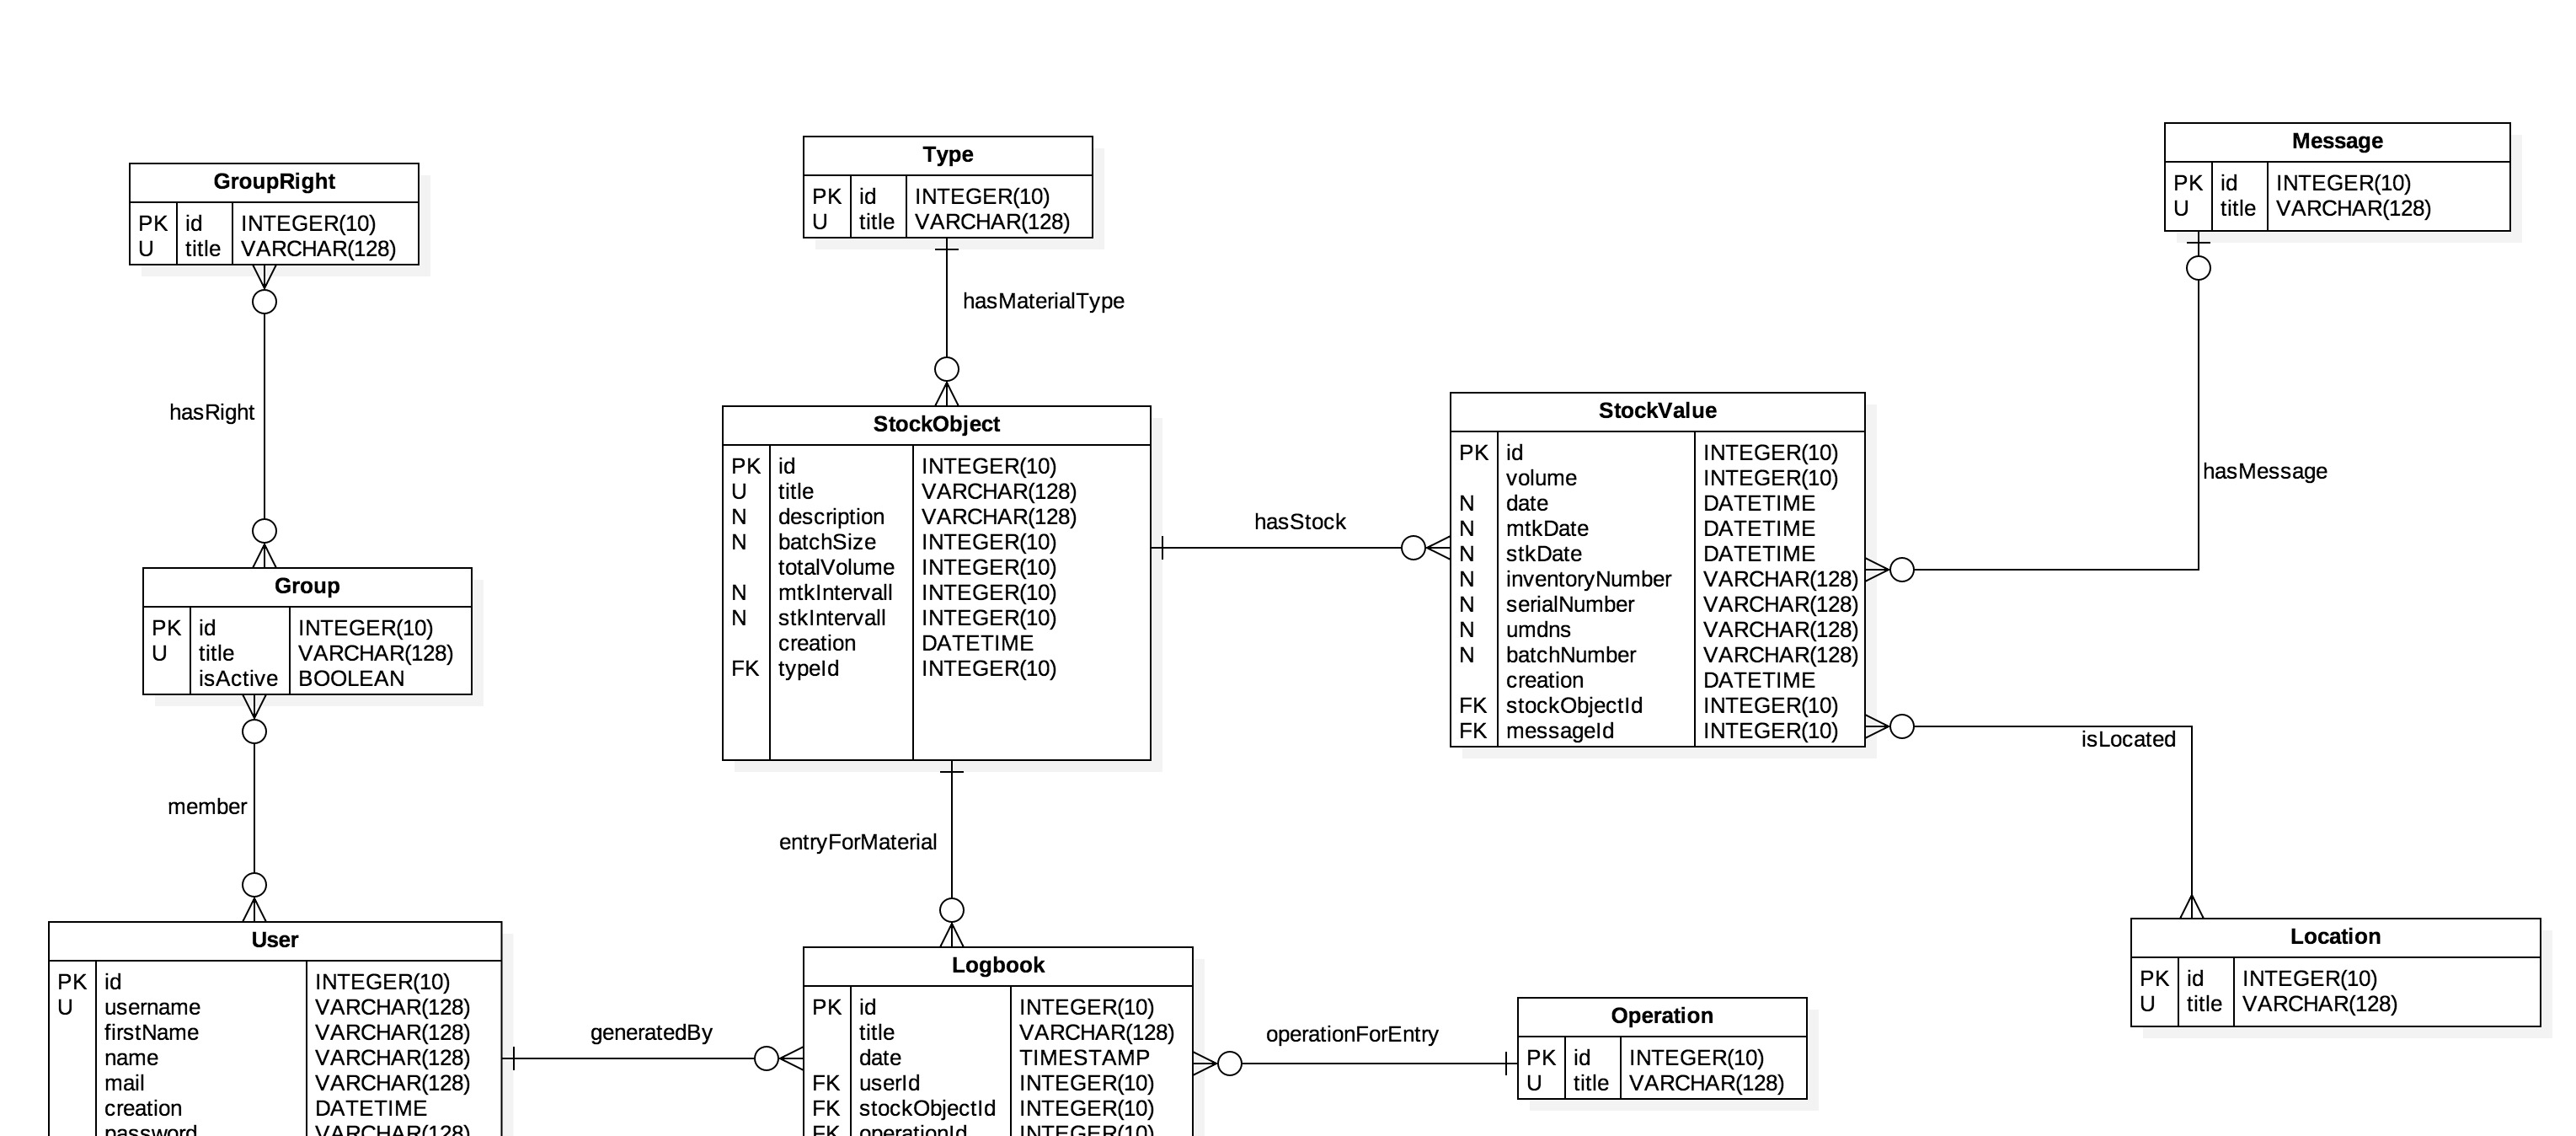 GroupRight
PK id INTEGER(10)
U title VARCHAR(128)
hasRight
Group
PK id INTEGER(10)
U title VARCHAR(128)
isActive BOOLEAN
member
User
PK id INTEGER(10)
U username VARCHAR(128)
firstName VARCHAR(128)
name VARCHAR(128)
mail VARCHAR(128)
creation DATETIME
password VARCHAR(128)
Type
PK id INTEGER(10)
U title VARCHAR(128)
hasMaterialType
StockObject
PK id INTEGER(10)
U title VARCHAR(128)
N description VARCHAR(128)
N batchSize INTEGER(10)
totalVolume INTEGER(10)
N mtkIntervall INTEGER(10)
N stkIntervall INTEGER(10)
creation DATETIME
FK typeId INTEGER(10)
entryForMaterial
generatedBy
Logbook
PK id INTEGER(10)
title VARCHAR(128)
date TIMESTAMP
FK userId INTEGER(10)
FK stockObjectId INTEGER(10)
FK operationId INTEGER(10)
hasStock
StockValue
PK id INTEGER(10)
volume INTEGER(10)
N date DATETIME
N mtkDate DATETIME
N stkDate DATETIME
N inventoryNumber VARCHAR(128)
N serialNumber VARCHAR(128)
N umdns VARCHAR(128)
N batchNumber VARCHAR(128)
creation DATETIME
FK stockObjectId INTEGER(10)
FK messageId INTEGER(10)
operationForEntry
Operation
PK id INTEGER(10)
U title VARCHAR(128)
Message
PK id INTEGER(10)
U title VARCHAR(128)
hasMessage
isLocated
Location
PK id INTEGER(10)
U title VARCHAR(128)